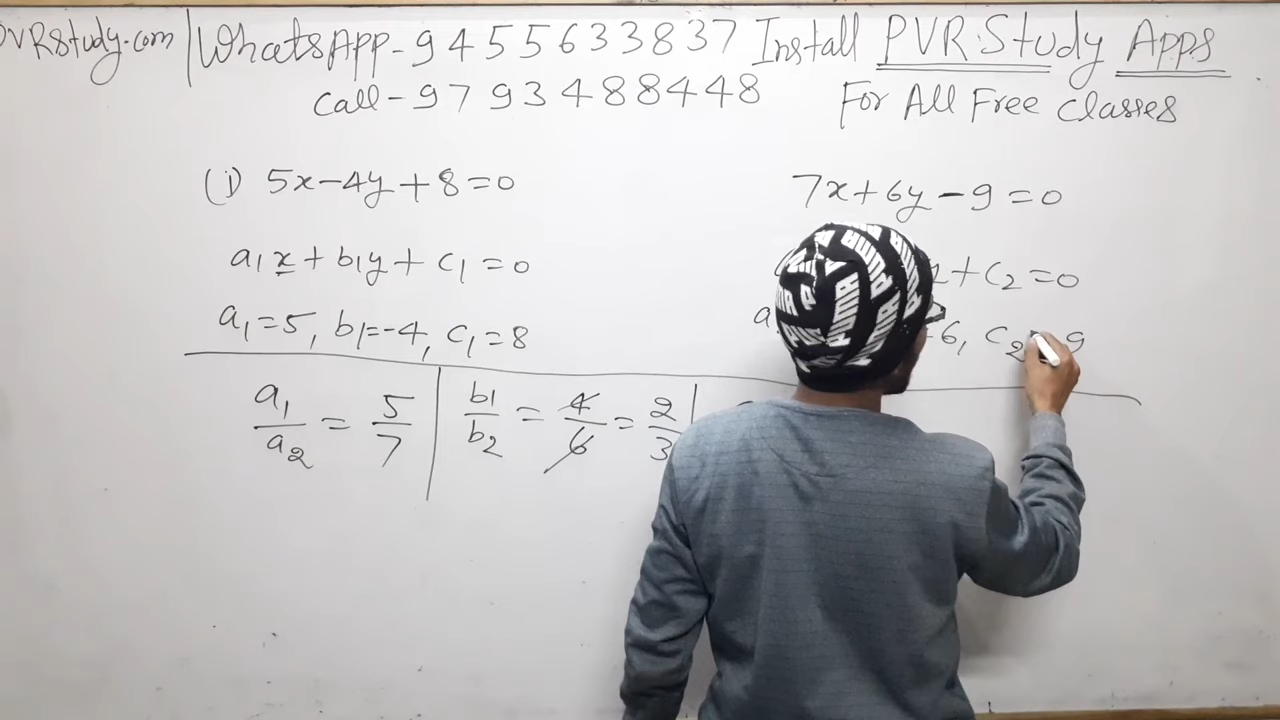 PVRStudy.com | WhatsApp-9455633837 Install PVR Study Apps
Call-9793488448 For All Free Classes
(i) 5x-4y+8=0 7x+6y-9=0
a₁x+b₁y+c₁=0 +c₂=0
a₁=5, b₁=-4, c₁=8 a 6, c₂ 9
a₁/a₂ = 5/7 | b₁/b₂ = 4/6 = 2/3 |
PUMA